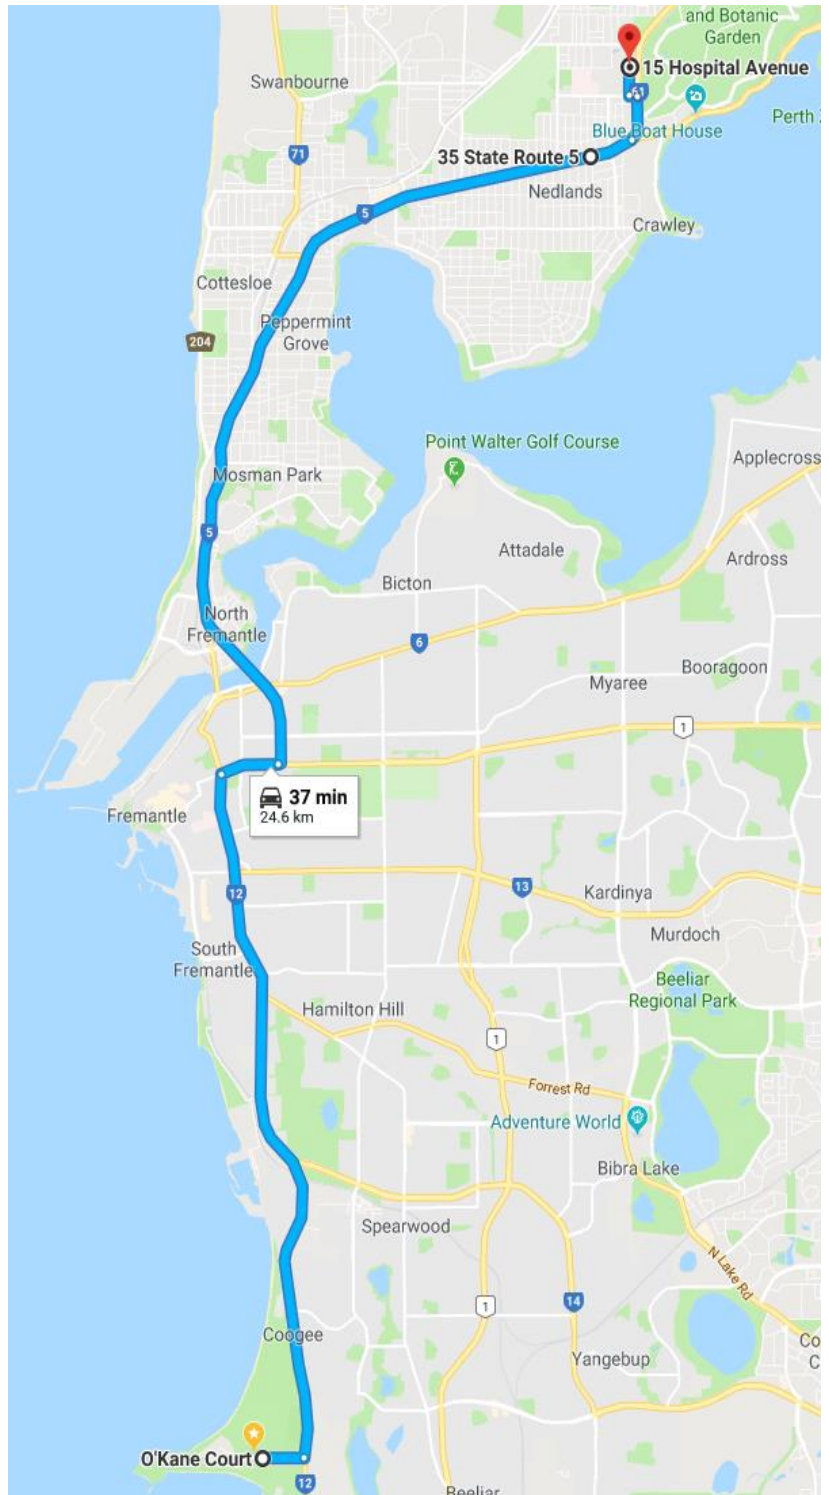 and Botanic
Garden
15 Hospital Avenue
Swanbourne
61
Blue Boat House
Perth
71
35 State Route 5
Nedlands
5
Crawley
Cottesloe
Peppermint
Grove
204
Point Walter Golf Course
Applecross
Mosman Park
5
Attadale
Ardross
Bicton
North
Fremantle
6
Booragoon
Myaree
1
37 min
24.6 km
Fremantle
13
Kardinya
12
Murdoch
South
Fremantle
Beeliar
Regional Park
Hamilton Hill
1
Forrest Rd
Adventure World
Bibra Lake
Spearwood
N Lake Rd
14
1
Coogee
Co
C
Yangebup
O'Kane Court
12
Beeliar